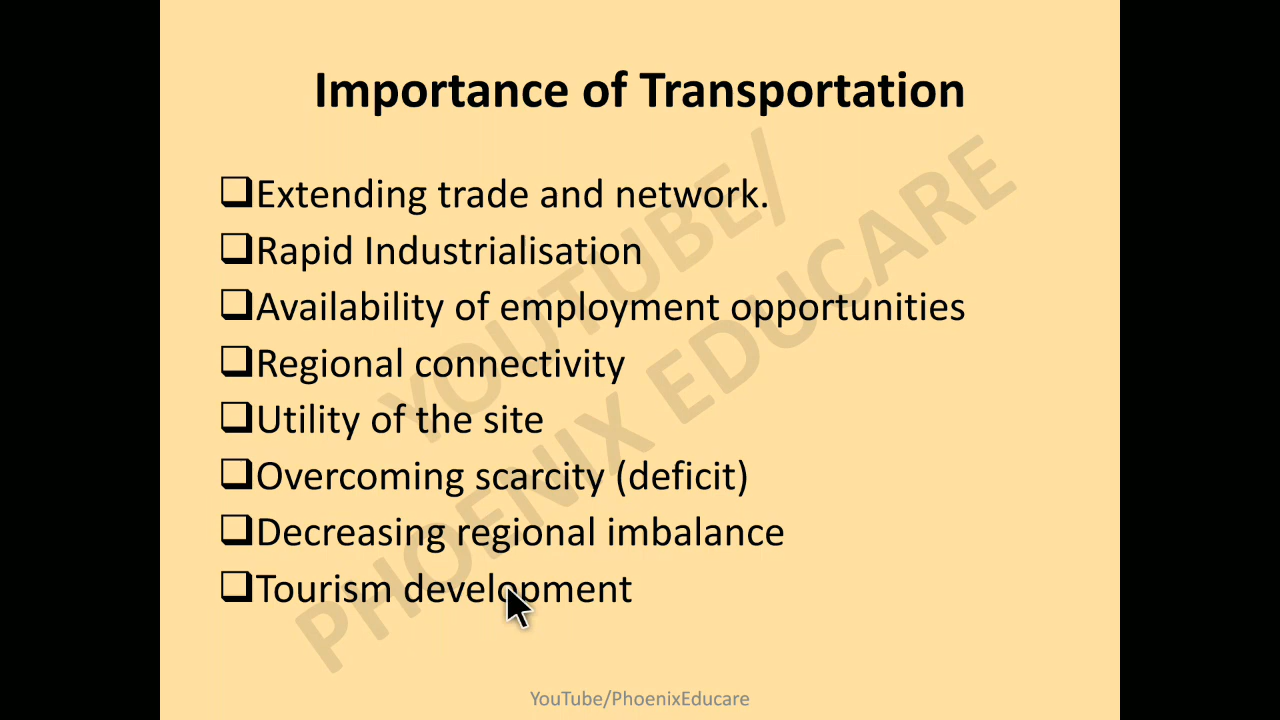 Importance of Transportation
❑Extending trade and network.
❑Rapid Industrialisation
❑Availability of employment opportunities
❑Regional connectivity
❑Utility of the site
❑Overcoming scarcity (deficit)
❑Decreasing regional imbalance
❑Tourism development
YOUTUBE/
PHOENIX EDUCARE
YouTube/PhoenixEducare